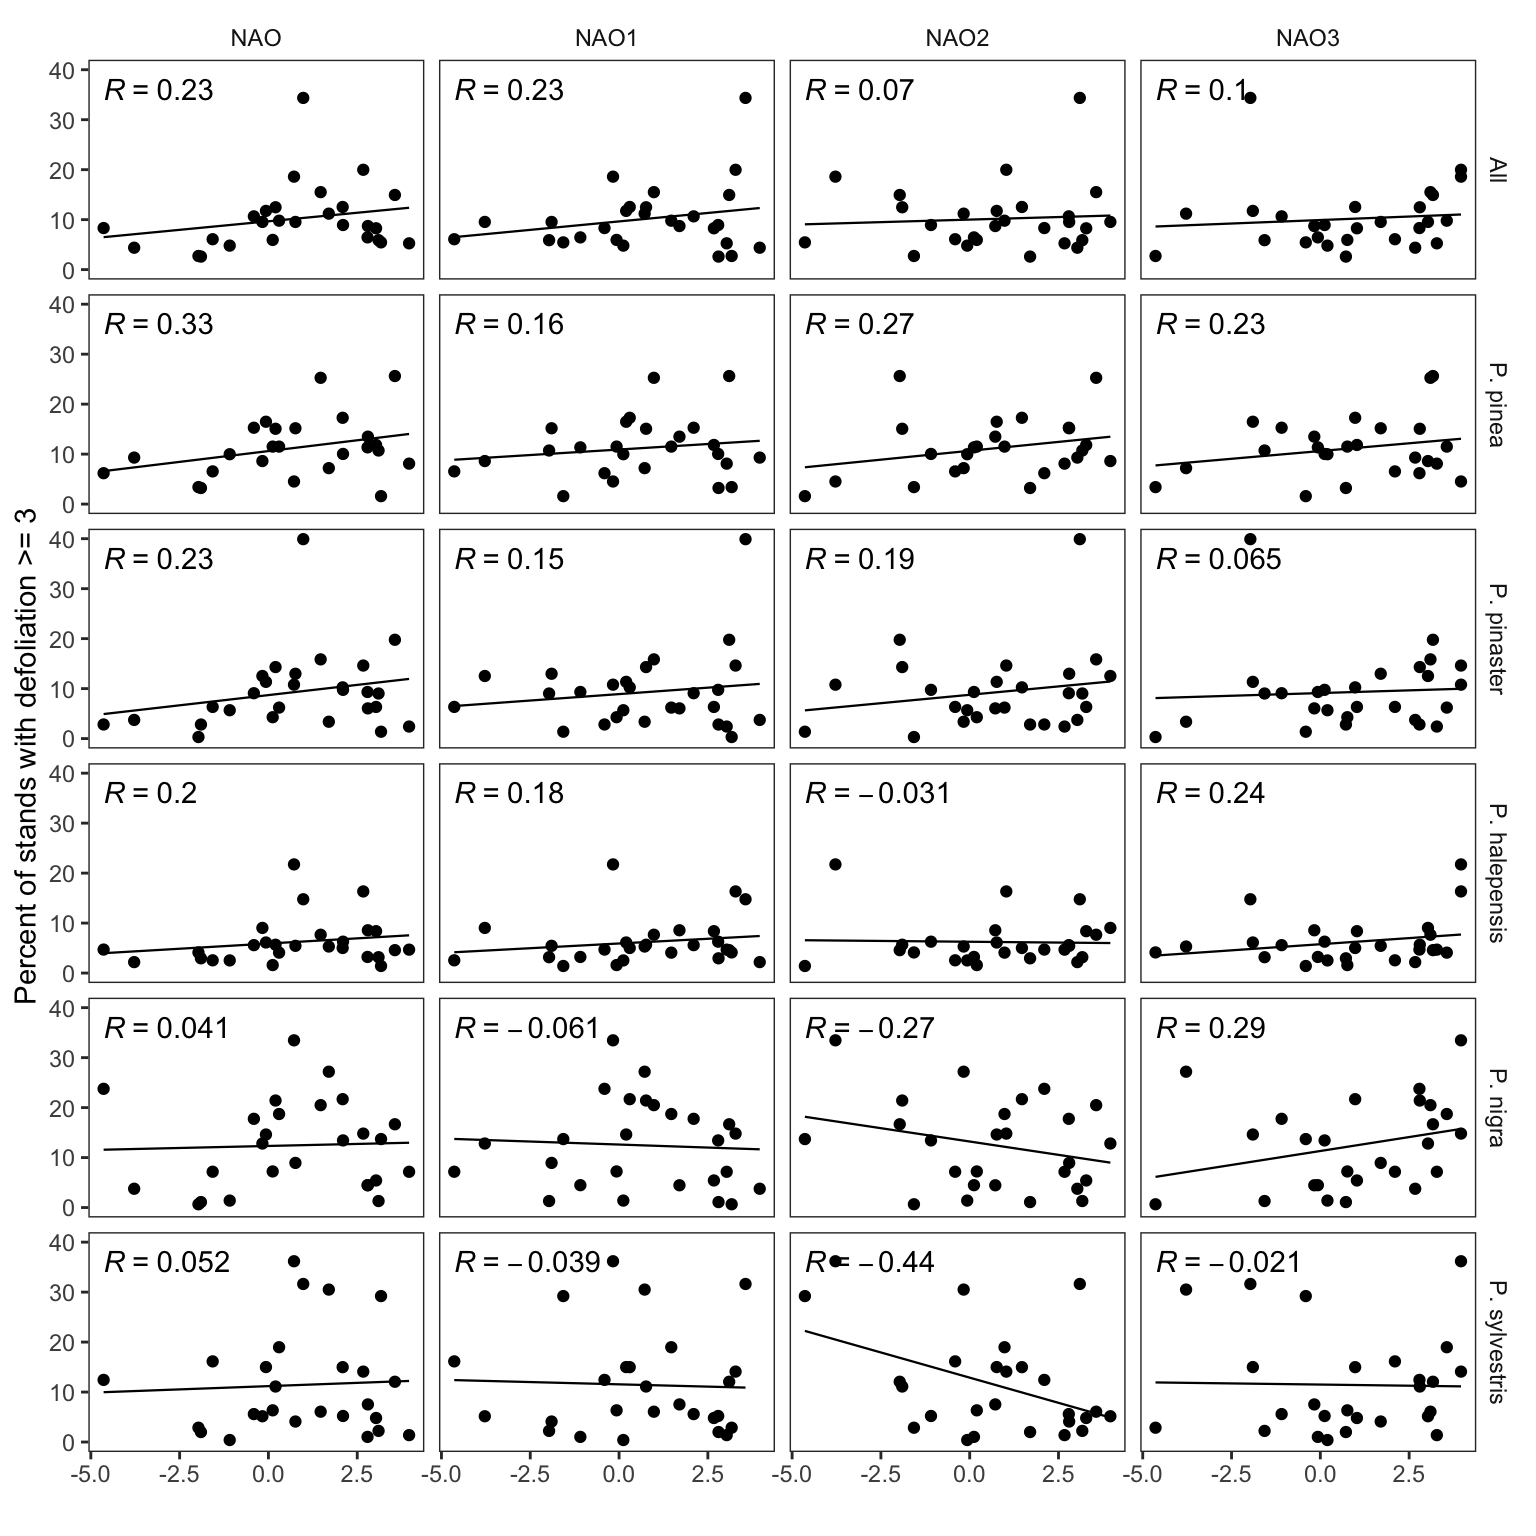 NAO NAO1 NAO2 NAO3
40 R = 0.23 R = 0.23 R = 0.07 R = 0.1
30
20 All
10
0
40 R = 0.33 R = 0.16 R = 0.27 R = 0.23
30
20 P. pinea
10
0
40 R = 0.23 R = 0.15 R = 0.19 R = 0.065
30
20 P. pinaster
10
0
Percent of stands with defoliation >= 3
40 R = 0.2 R = 0.18 R = −0.031 R = 0.24
30
20 P. halepensis
10
0
40 R = 0.041 R = −0.061 R = −0.27 R = 0.29
30
20 P. nigra
10
0
40 R = 0.052 R = −0.039 R = −0.44 R = −0.021
30
20 P. sylvestris
10
0
-5.0 -2.5 0.0 2.5 -5.0 -2.5 0.0 2.5 -5.0 -2.5 0.0 2.5 -5.0 -2.5 0.0 2.5